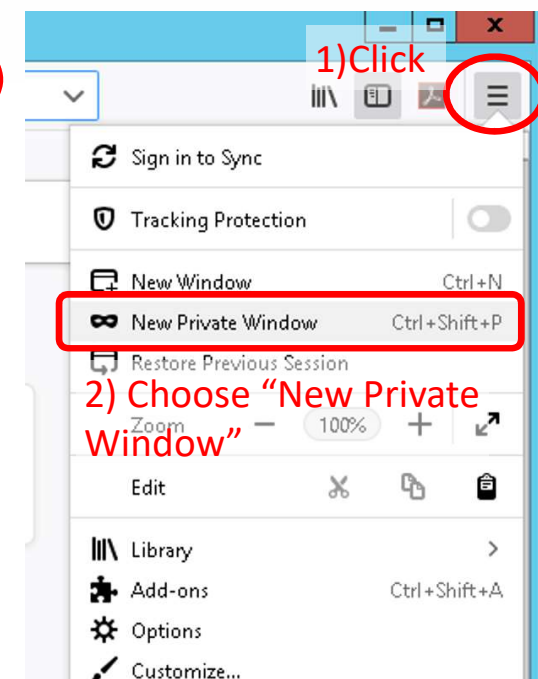 1)Click
Sign in to Sync
Tracking Protection
New Window Ctrl+N
New Private Window Ctrl+Shift+P
Restore Previous Session
2) Choose “New Private
Window”
Zoom — 100% +
Edit
Library >
Add-ons Ctrl+Shift+A
Options
Customize...